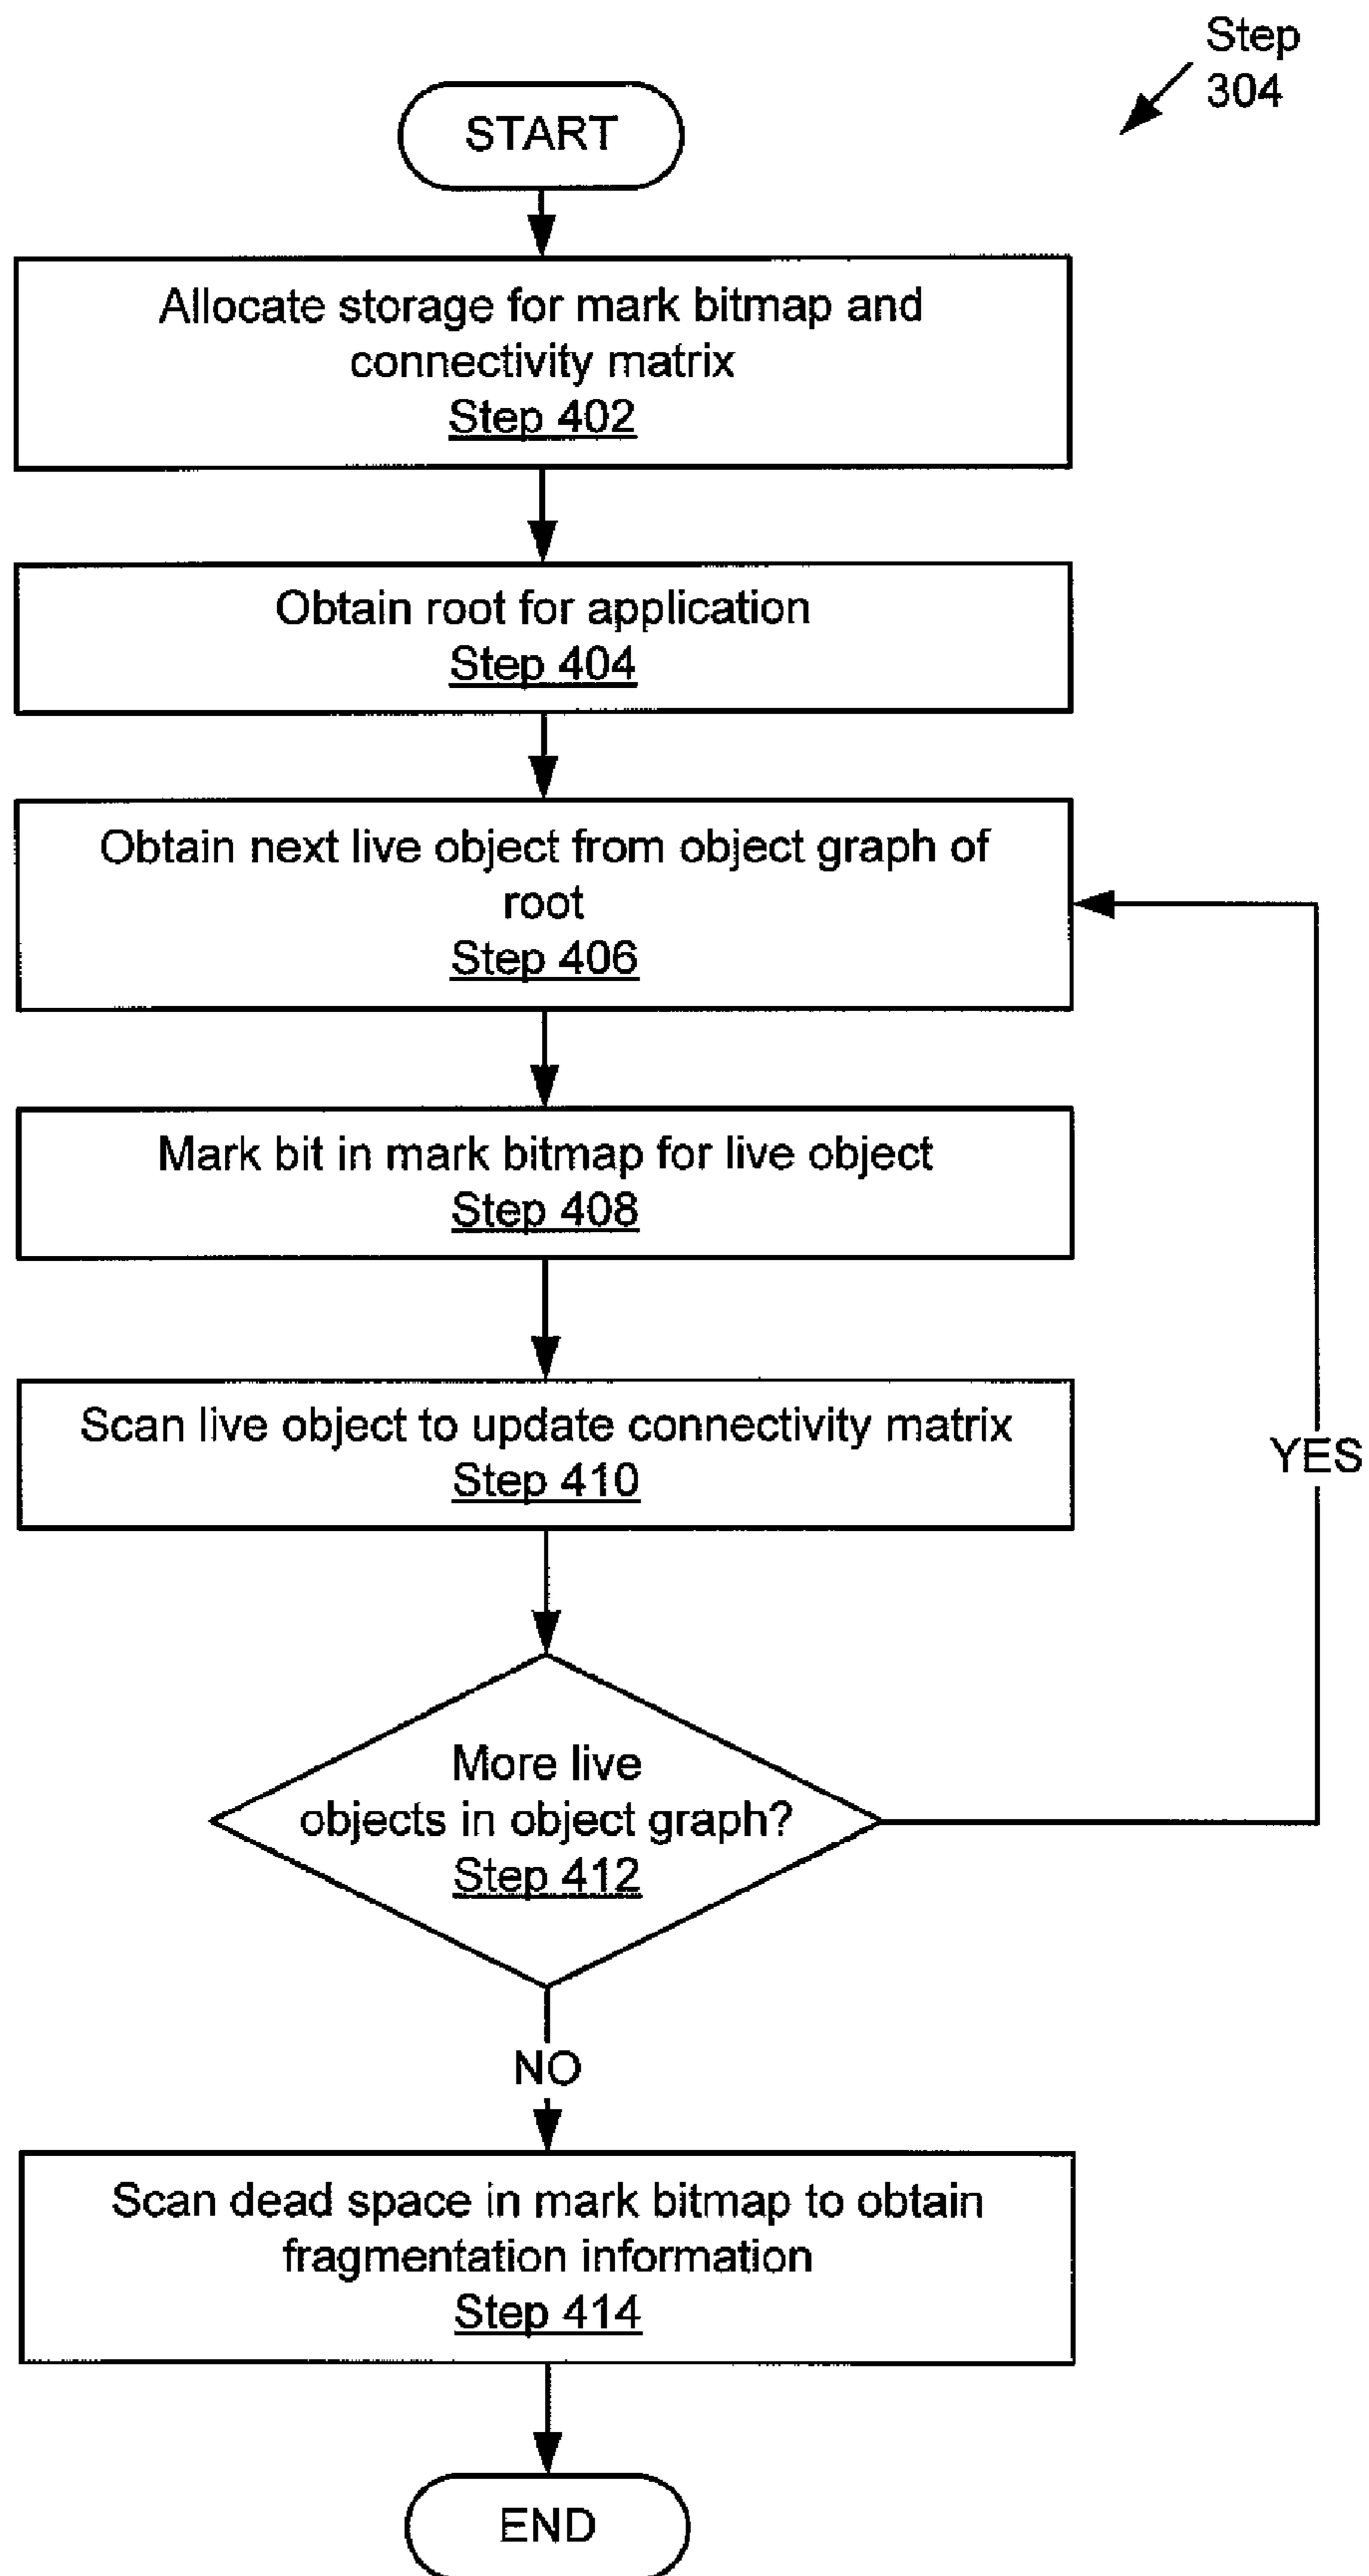 Step
304
START
Allocate storage for mark bitmap and
connectivity matrix
Step 402
Obtain root for application
Step 404
Obtain next live object from object graph of
root
Step 406
Mark bit in mark bitmap for live object
Step 408
Scan live object to update connectivity matrix
Step 410
YES
More live
objects in object graph?
Step 412
NO
Scan dead space in mark bitmap to obtain
fragmentation information
Step 414
END